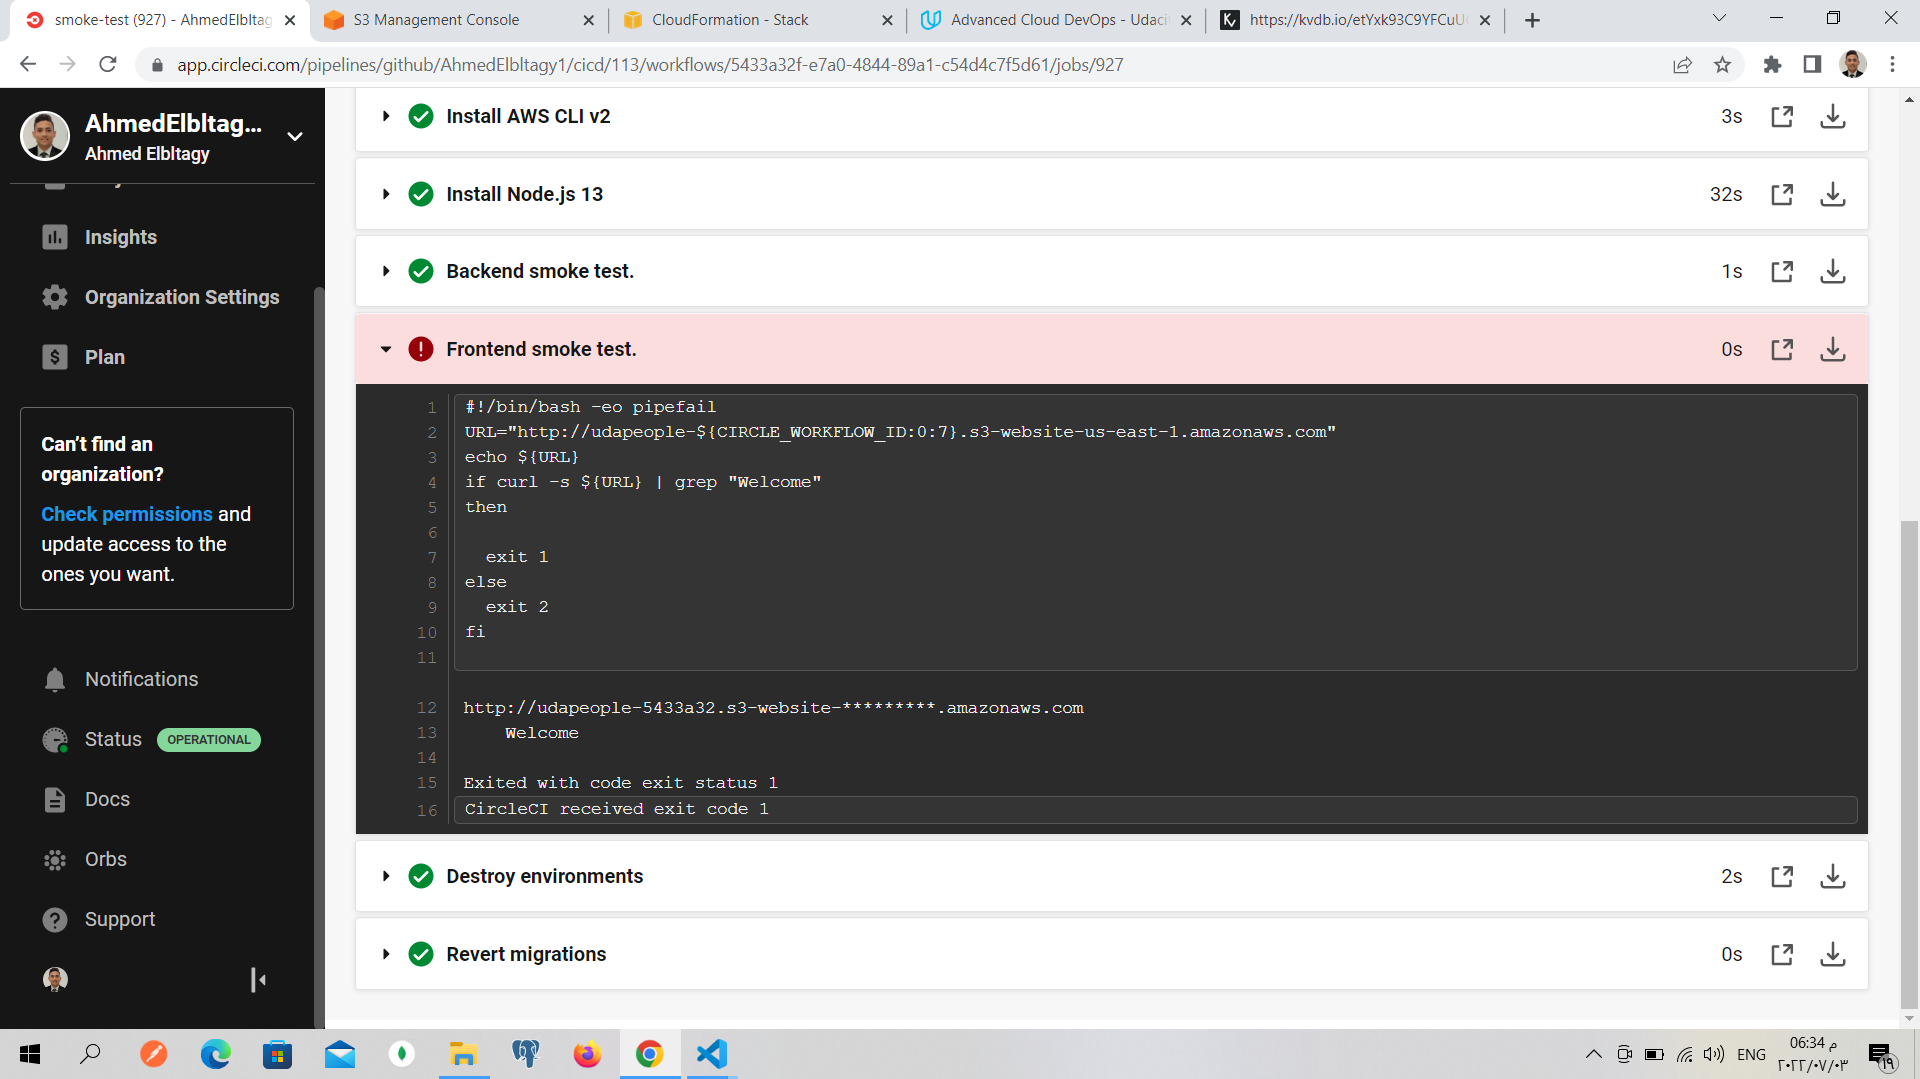 smoke-test (927) - AhmedElbltag
S3 Management Console
CloudFormation - Stack
Advanced Cloud DevOps - Udaci
https://kvdb.io/etYxk93C9YFCuU
app.circleci.com/pipelines/github/AhmedElbltagy1/cicd/113/workflows/5433a32f-e7a0-4844-89a1-c54d4c7f5d61/jobs/927
AhmedElbltag...
Ahmed Elbltagy
Insights
Organization Settings
Plan
Can't find an
organization?
Check permissions and
update access to the
ones you want.
Notifications
Status OPERATIONAL
Docs
Orbs
Support
Install AWS CLI v2 3s
Install Node.js 13 32s
Backend smoke test. 1s
Frontend smoke test. 0s
1 #!/bin/bash -eo pipefail
2 URL="http://udapeople-${CIRCLE_WORKFLOW_ID:0:7}.s3-website-us-east-1.amazonaws.com"
3 echo ${URL}
4 if curl -s ${URL} | grep "Welcome"
5 then
6
7 exit 1
8 else
9 exit 2
10 fi
11
12 http://udapeople-5433a32.s3-website-*********.amazonaws.com
13 Welcome
14
15 Exited with code exit status 1
16 CircleCI received exit code 1
Destroy environments 2s
Revert migrations 0s
ENG
06:34 م
٢٠٢٢/٠٧/٠٣
١٩